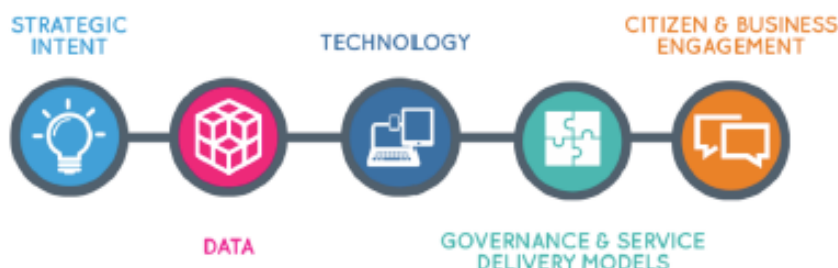 STRATEGIC
INTENT
DATA
TECHNOLOGY
GOVERNANCE & SERVICE
DELIVERY MODELS
CITIZEN & BUSINESS
ENGAGEMENT